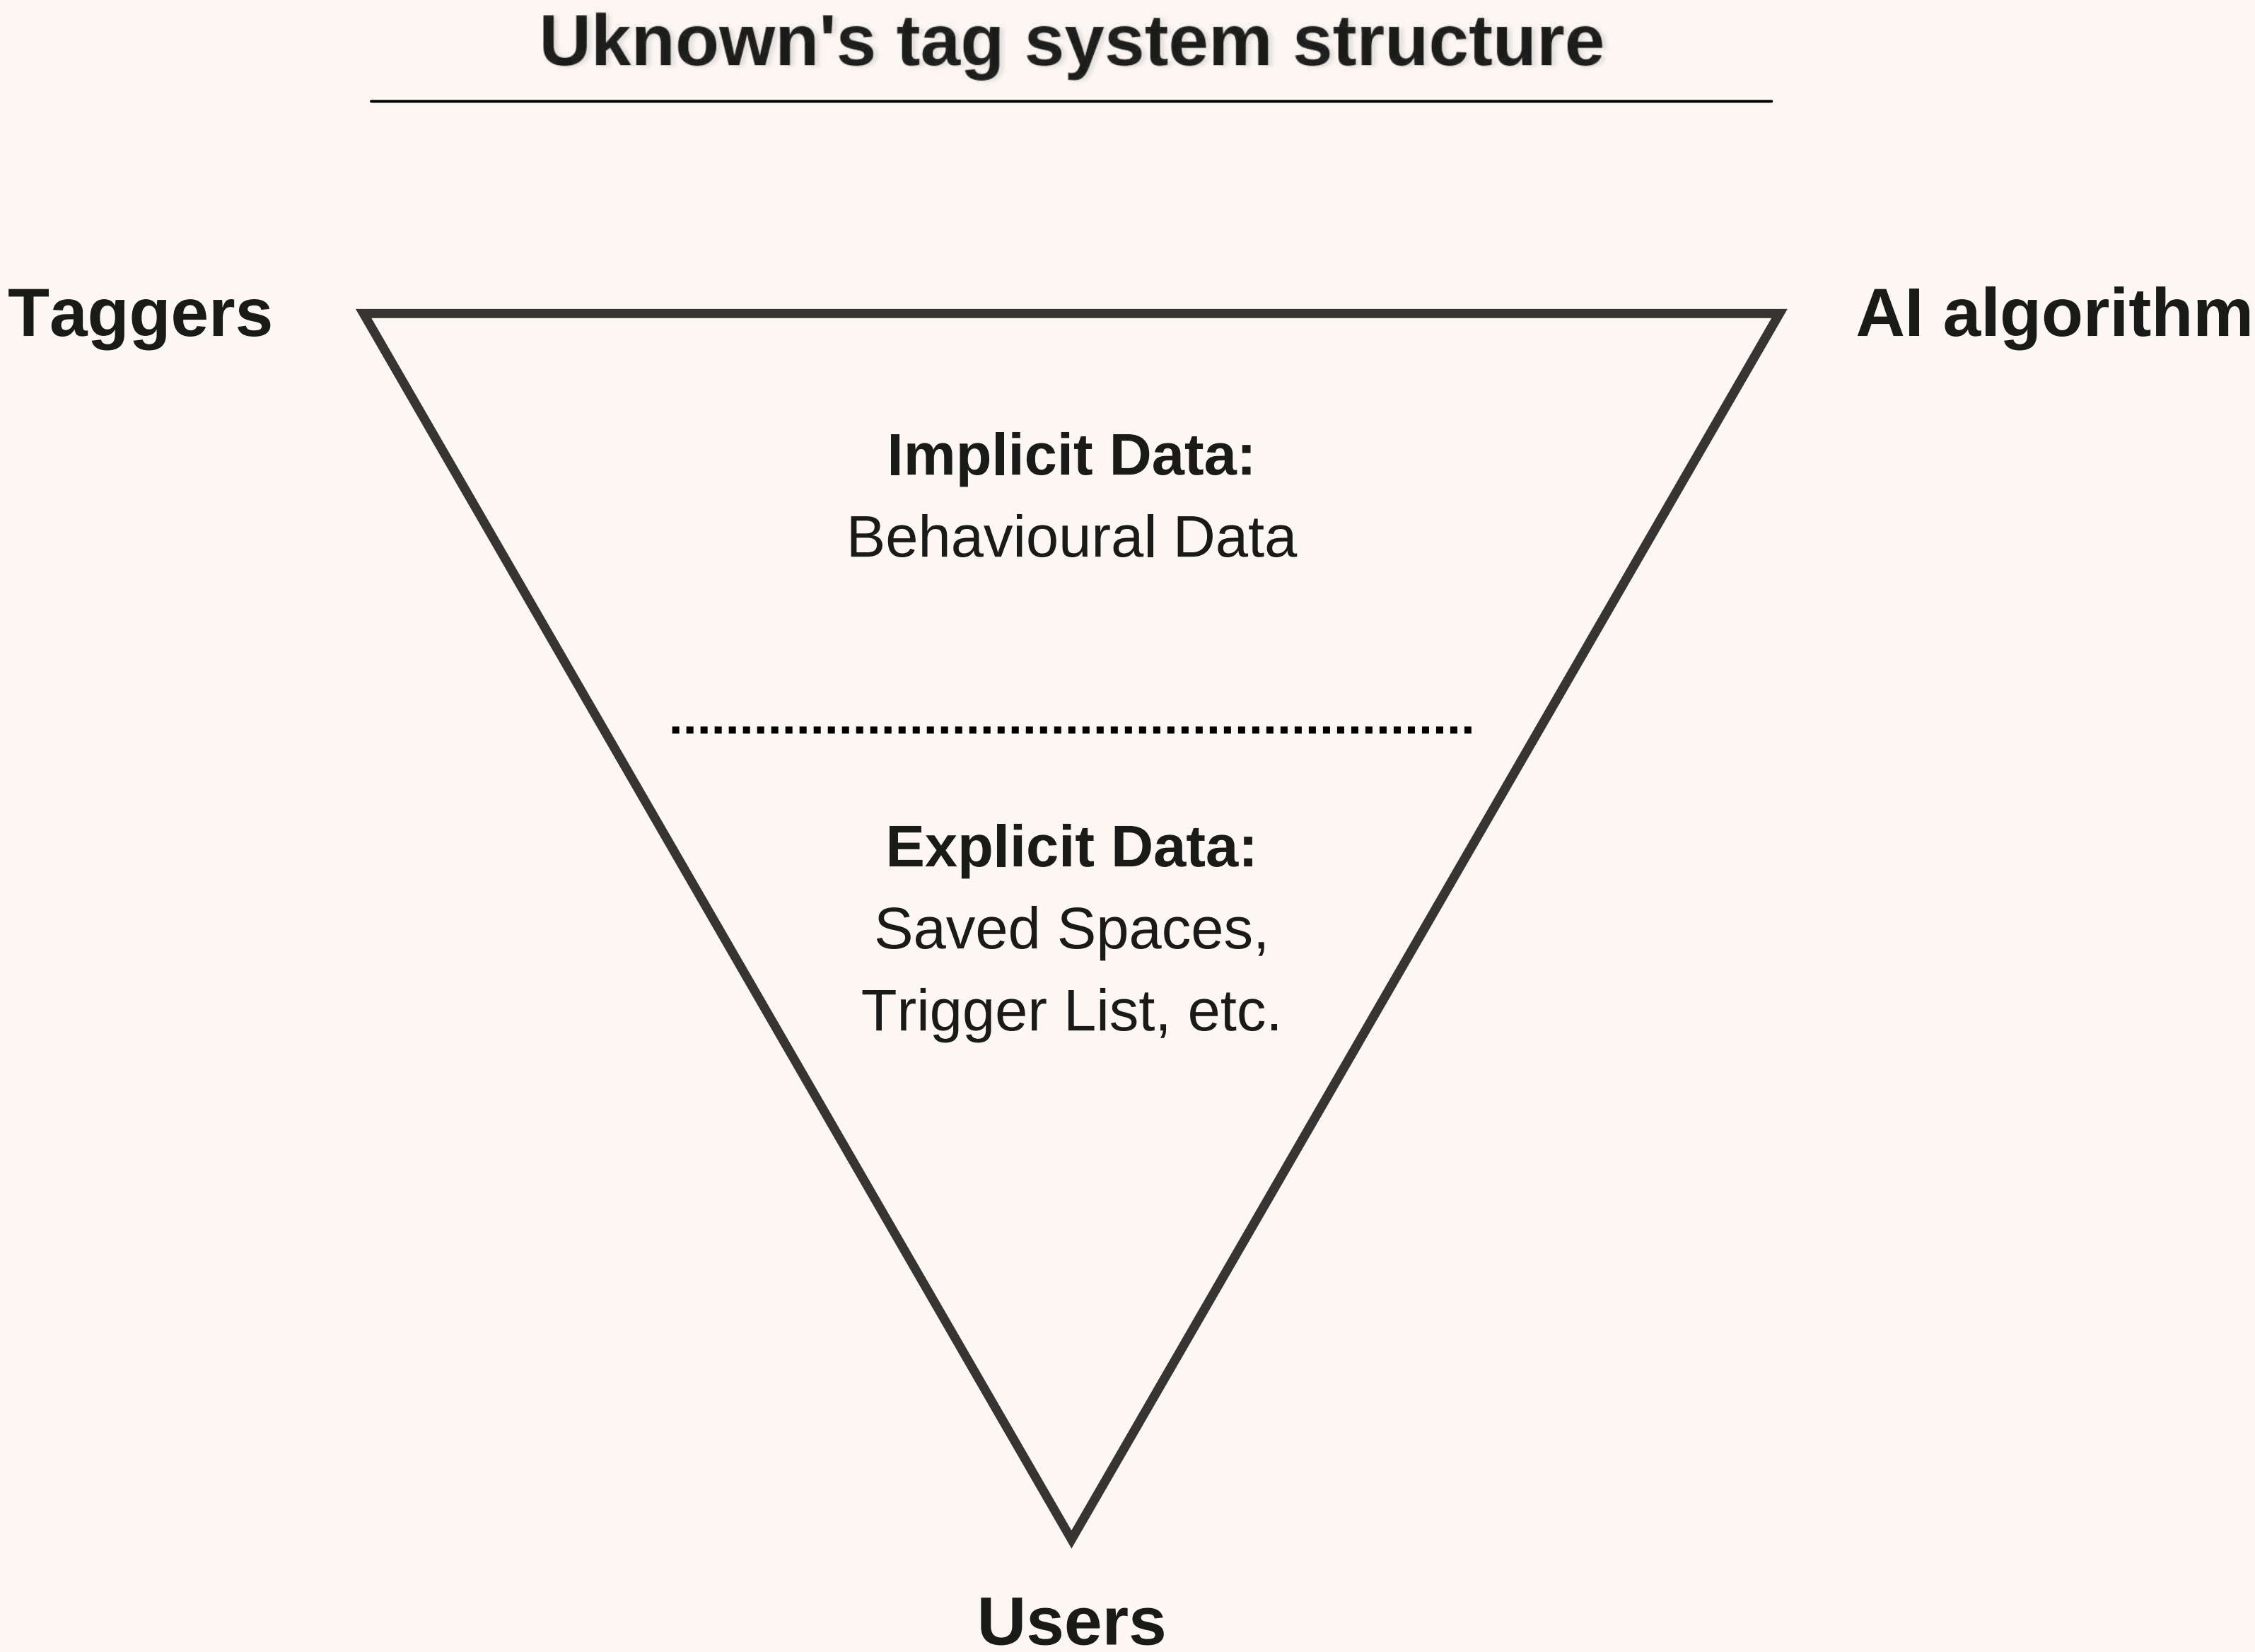 Uknown's tag system structure
Taggers
AI algorithm
Implicit Data:
Behavioural Data
Explicit Data:
Saved Spaces,
Trigger List, etc.
Users